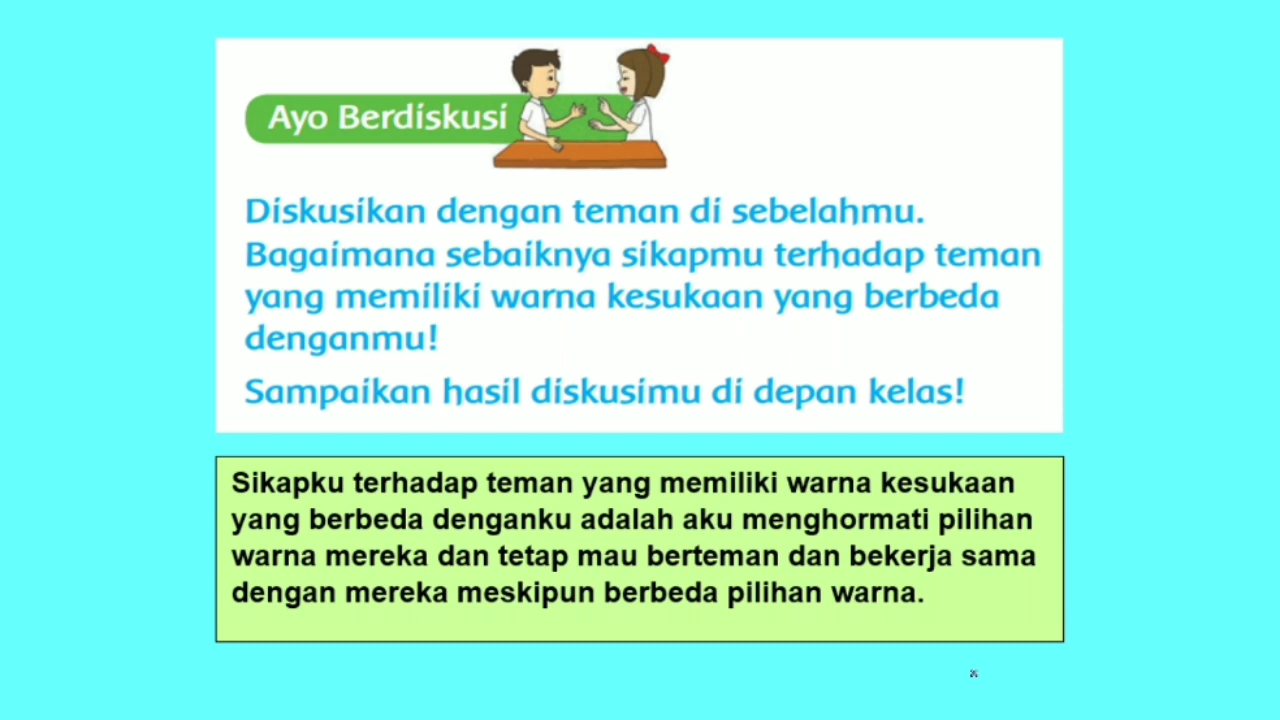 Ayo Berdiskusi
Diskusikan dengan teman di sebelahmu.
Bagaimana sebaiknya sikapmu terhadap teman
yang memiliki warna kesukaan yang berbeda
denganmu!
Sampaikan hasil diskusimu di depan kelas!
Sikapku terhadap teman yang memiliki warna kesukaan
yang berbeda denganku adalah aku menghormati pilihan
warna mereka dan tetap mau berteman dan bekerja sama
dengan mereka meskipun berbeda pilihan warna.